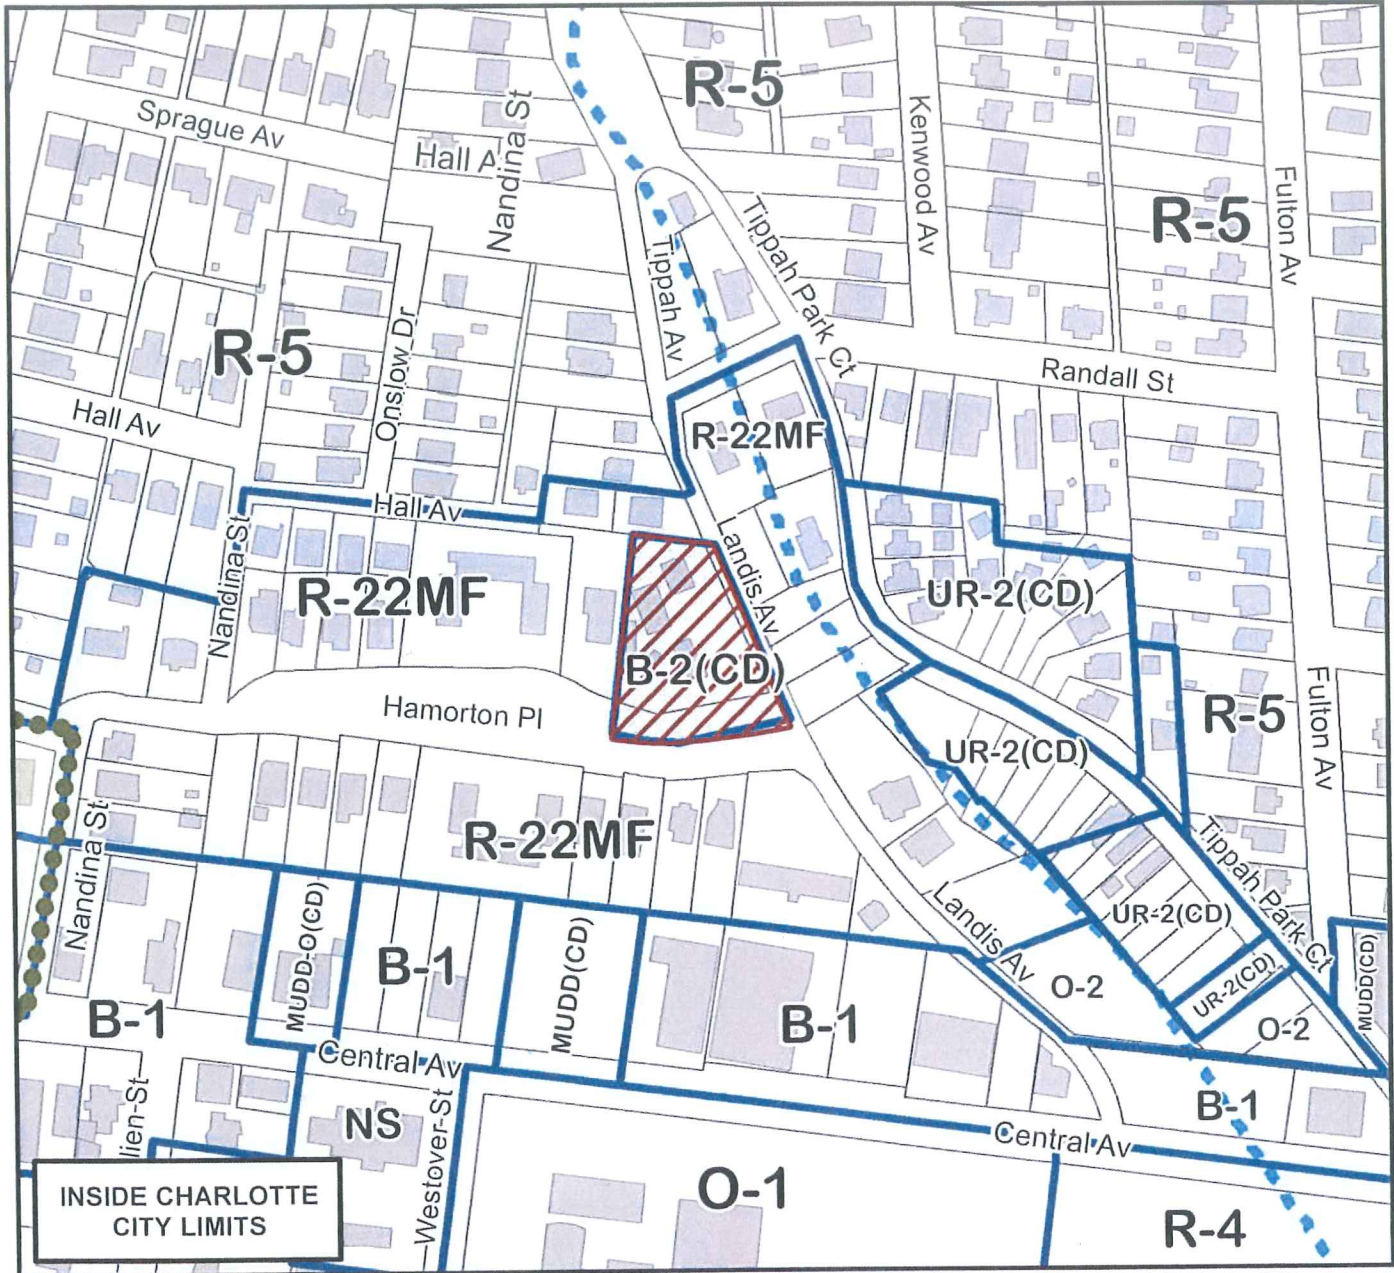 R-5
Sprague Av
Hall A
Nandina St
Kenwood Av
Fulton Av
R-5
Tippah Av
Tippah Park Ct
R-5
Onslow Dr
Randall St
Hall Av
R-22MF
Hall Av
Nandina St
R-22MF
Landis Av
UR-2(CD)
B-2(CD)
Hamorton Pl
R-5
Fulton Av
UR-2(CD)
R-22MF
Nandina St
Tippah Park Ct
MUDD-O(CD)
B-1
MUDD(CD)
Landis Av
UR-2(CD)
O-2
UR-2(CD)
O-2
MUDD(CD)
B-1
B-1
Central Av
lien St
NS
Westover St
B-1
Central Av
O-1
R-4
INSIDE CHARLOTTE
CITY LIMITS